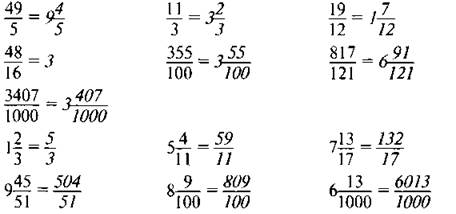 49/5 = 9 4/5 11/3 = 3 2/3 19/12 = 1 7/12
48/16 = 3 355/100 = 3 55/100 817/121 = 6 91/121
3407/1000 = 3 407/1000
1 2/3 = 5/3 5 4/11 = 59/11 7 13/17 = 132/17
9 45/51 = 504/51 8 9/100 = 809/100 6 13/1000 = 6013/1000